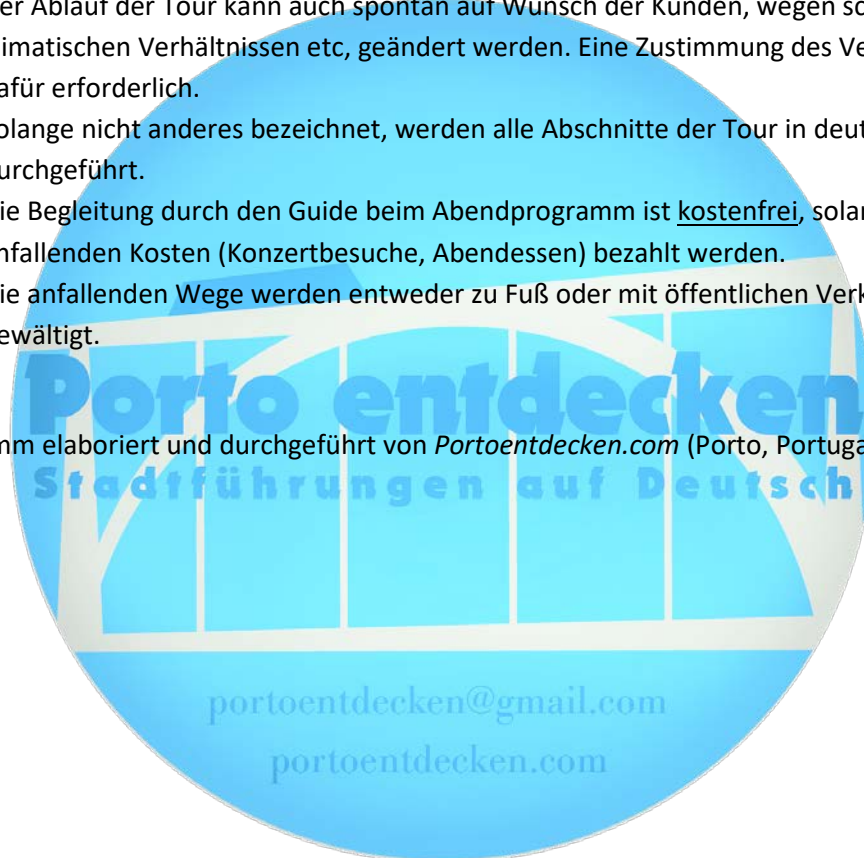 er Ablauf der Tour kann auch spontan auf Wunsch der Kunden, wegen sc
imatischen Verhältnissen etc, geändert werden. Eine Zustimmung des Ve
afür erforderlich.
olange nicht anderes bezeichnet, werden alle Abschnitte der Tour in deut
urchgeführt.
ie Begleitung durch den Guide beim Abendprogramm ist kostenfrei, solar
nfallenden Kosten (Konzertbesuche, Abendessen) bezahlt werden.
ie anfallenden Wege werden entweder zu Fuß oder mit öffentlichen Verk
ewältigt.
Porto entdecken
mm elaboriert und durchgeführt von Portoentdecken.com (Porto, Portuga
Stadtführungen auf Deutsch
portoentdecken@gmail.com
portoentdecken.com